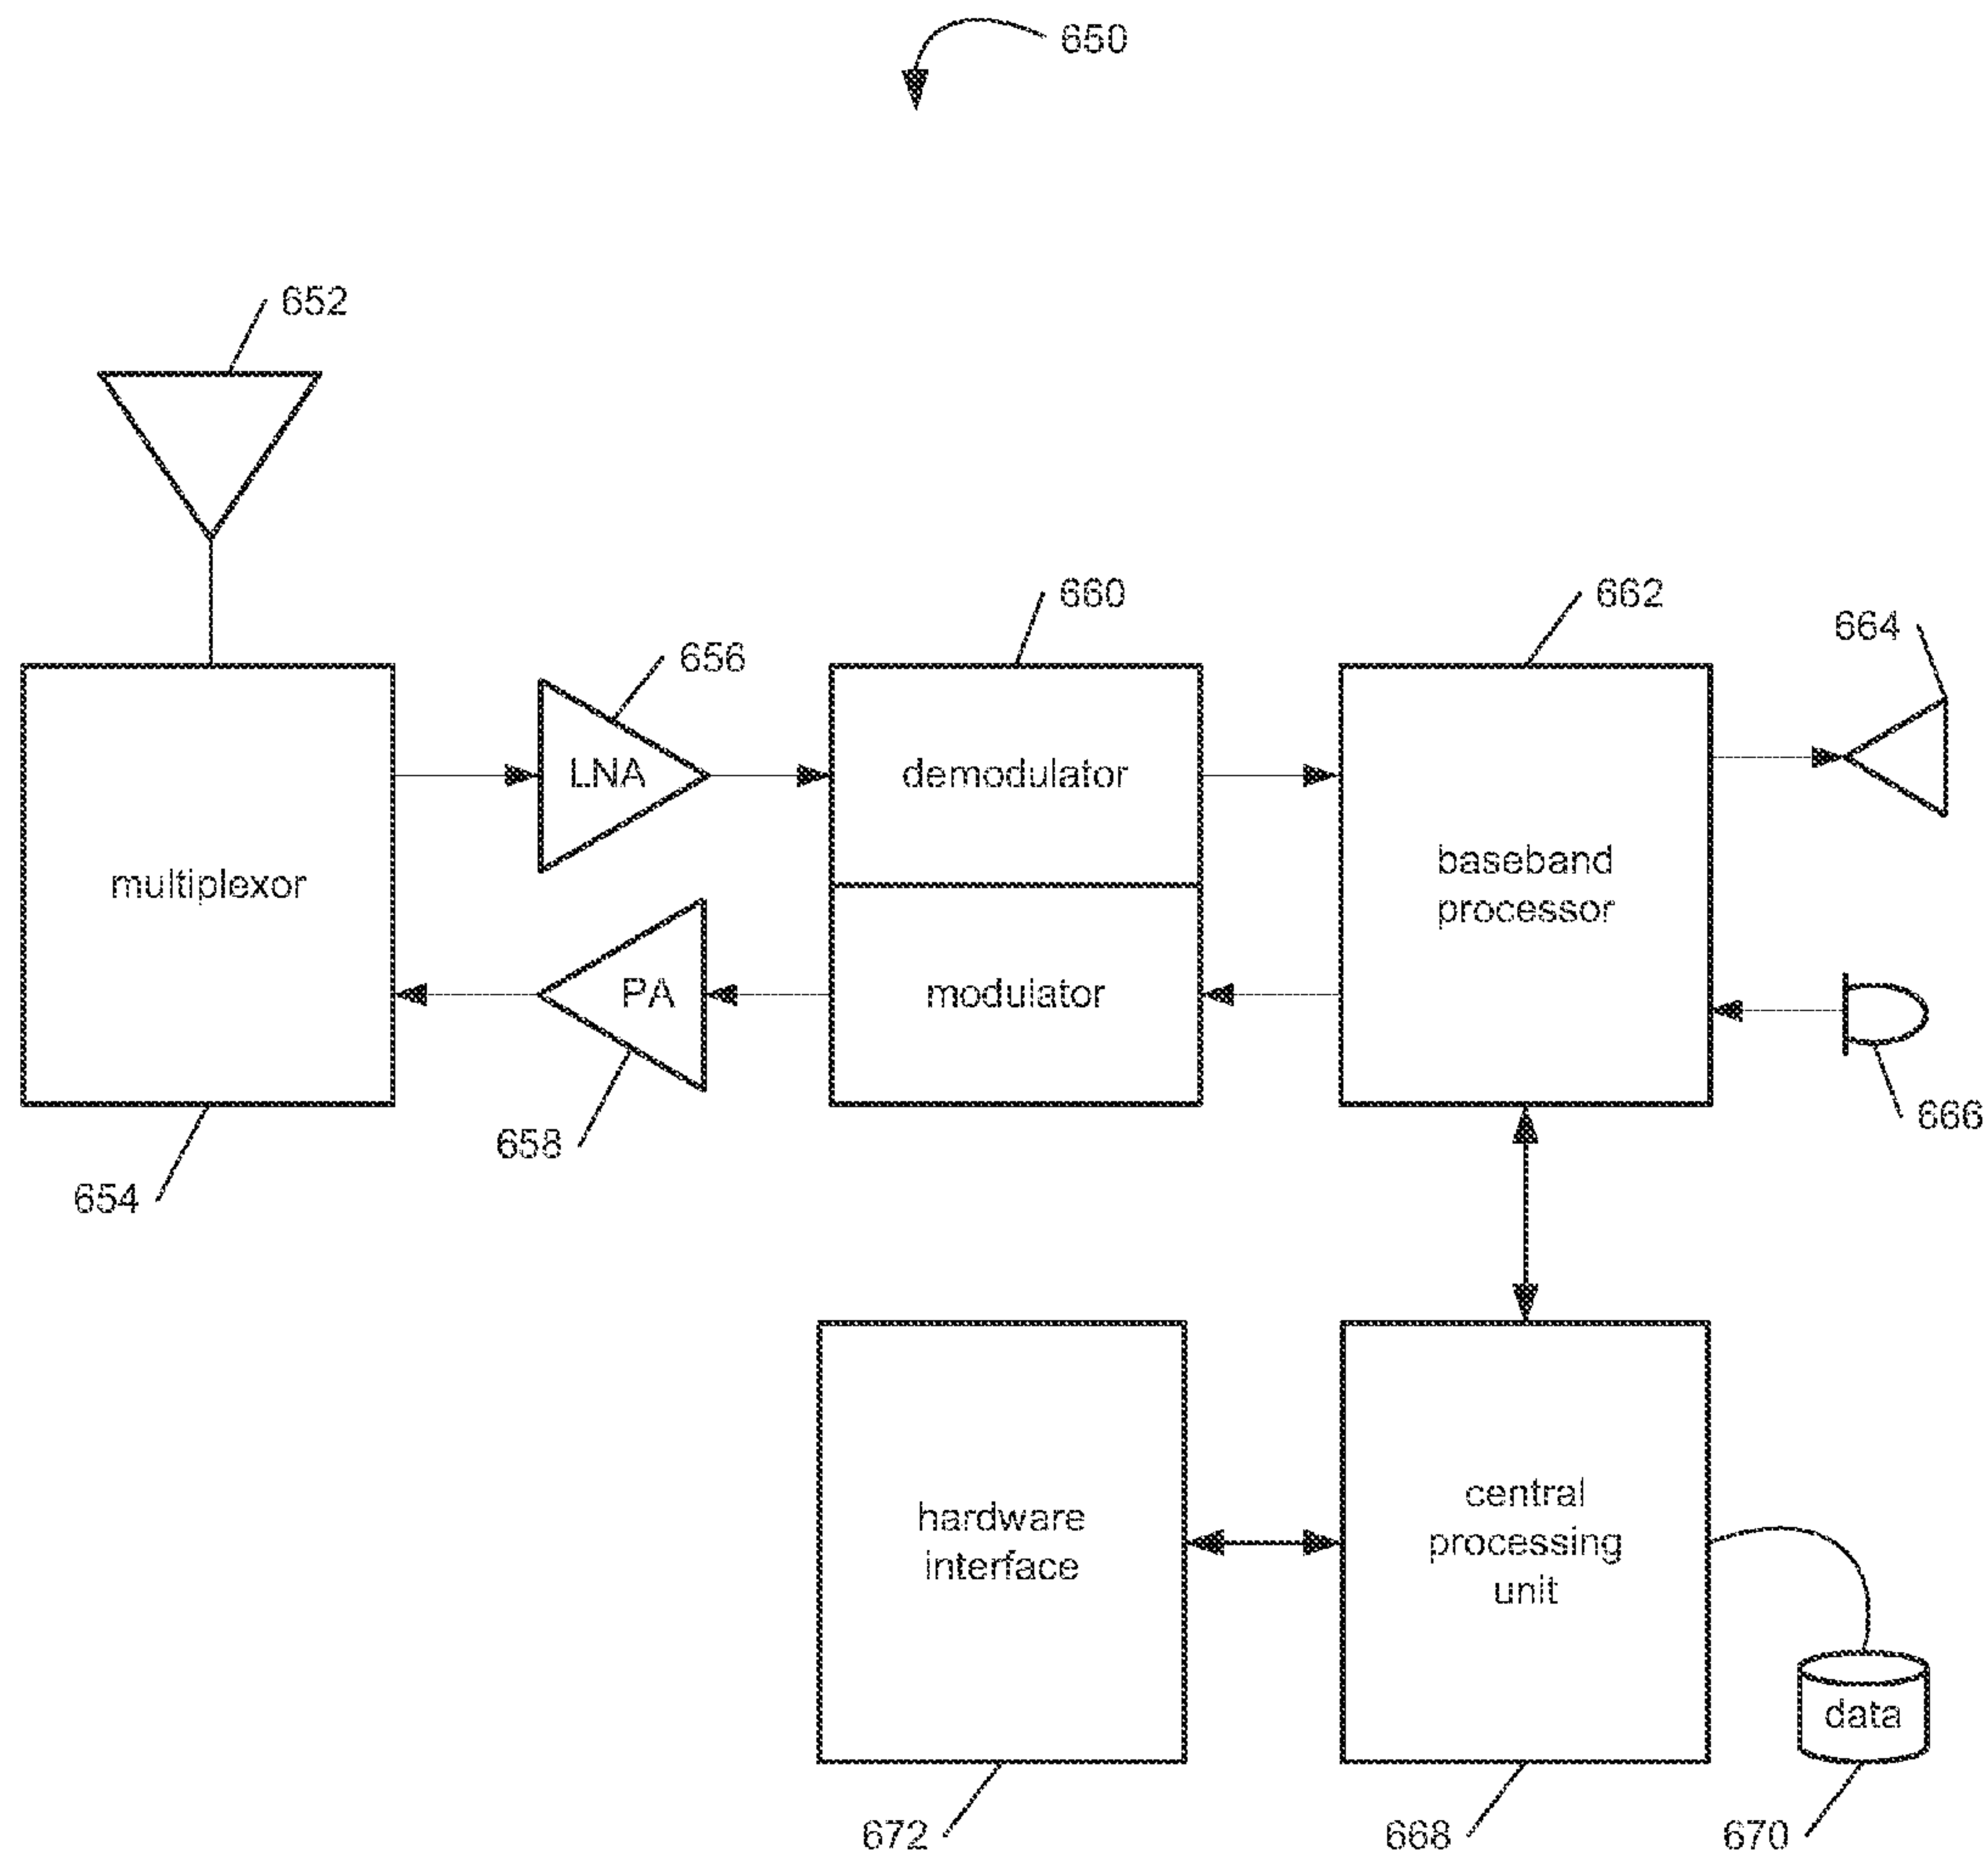 650
652
660
662
664
656
LNA
demodulator
baseband
processor
multiplexor
PA
modulator
658
666
654
hardware
interface
central
processing
unit
data
672
668
670